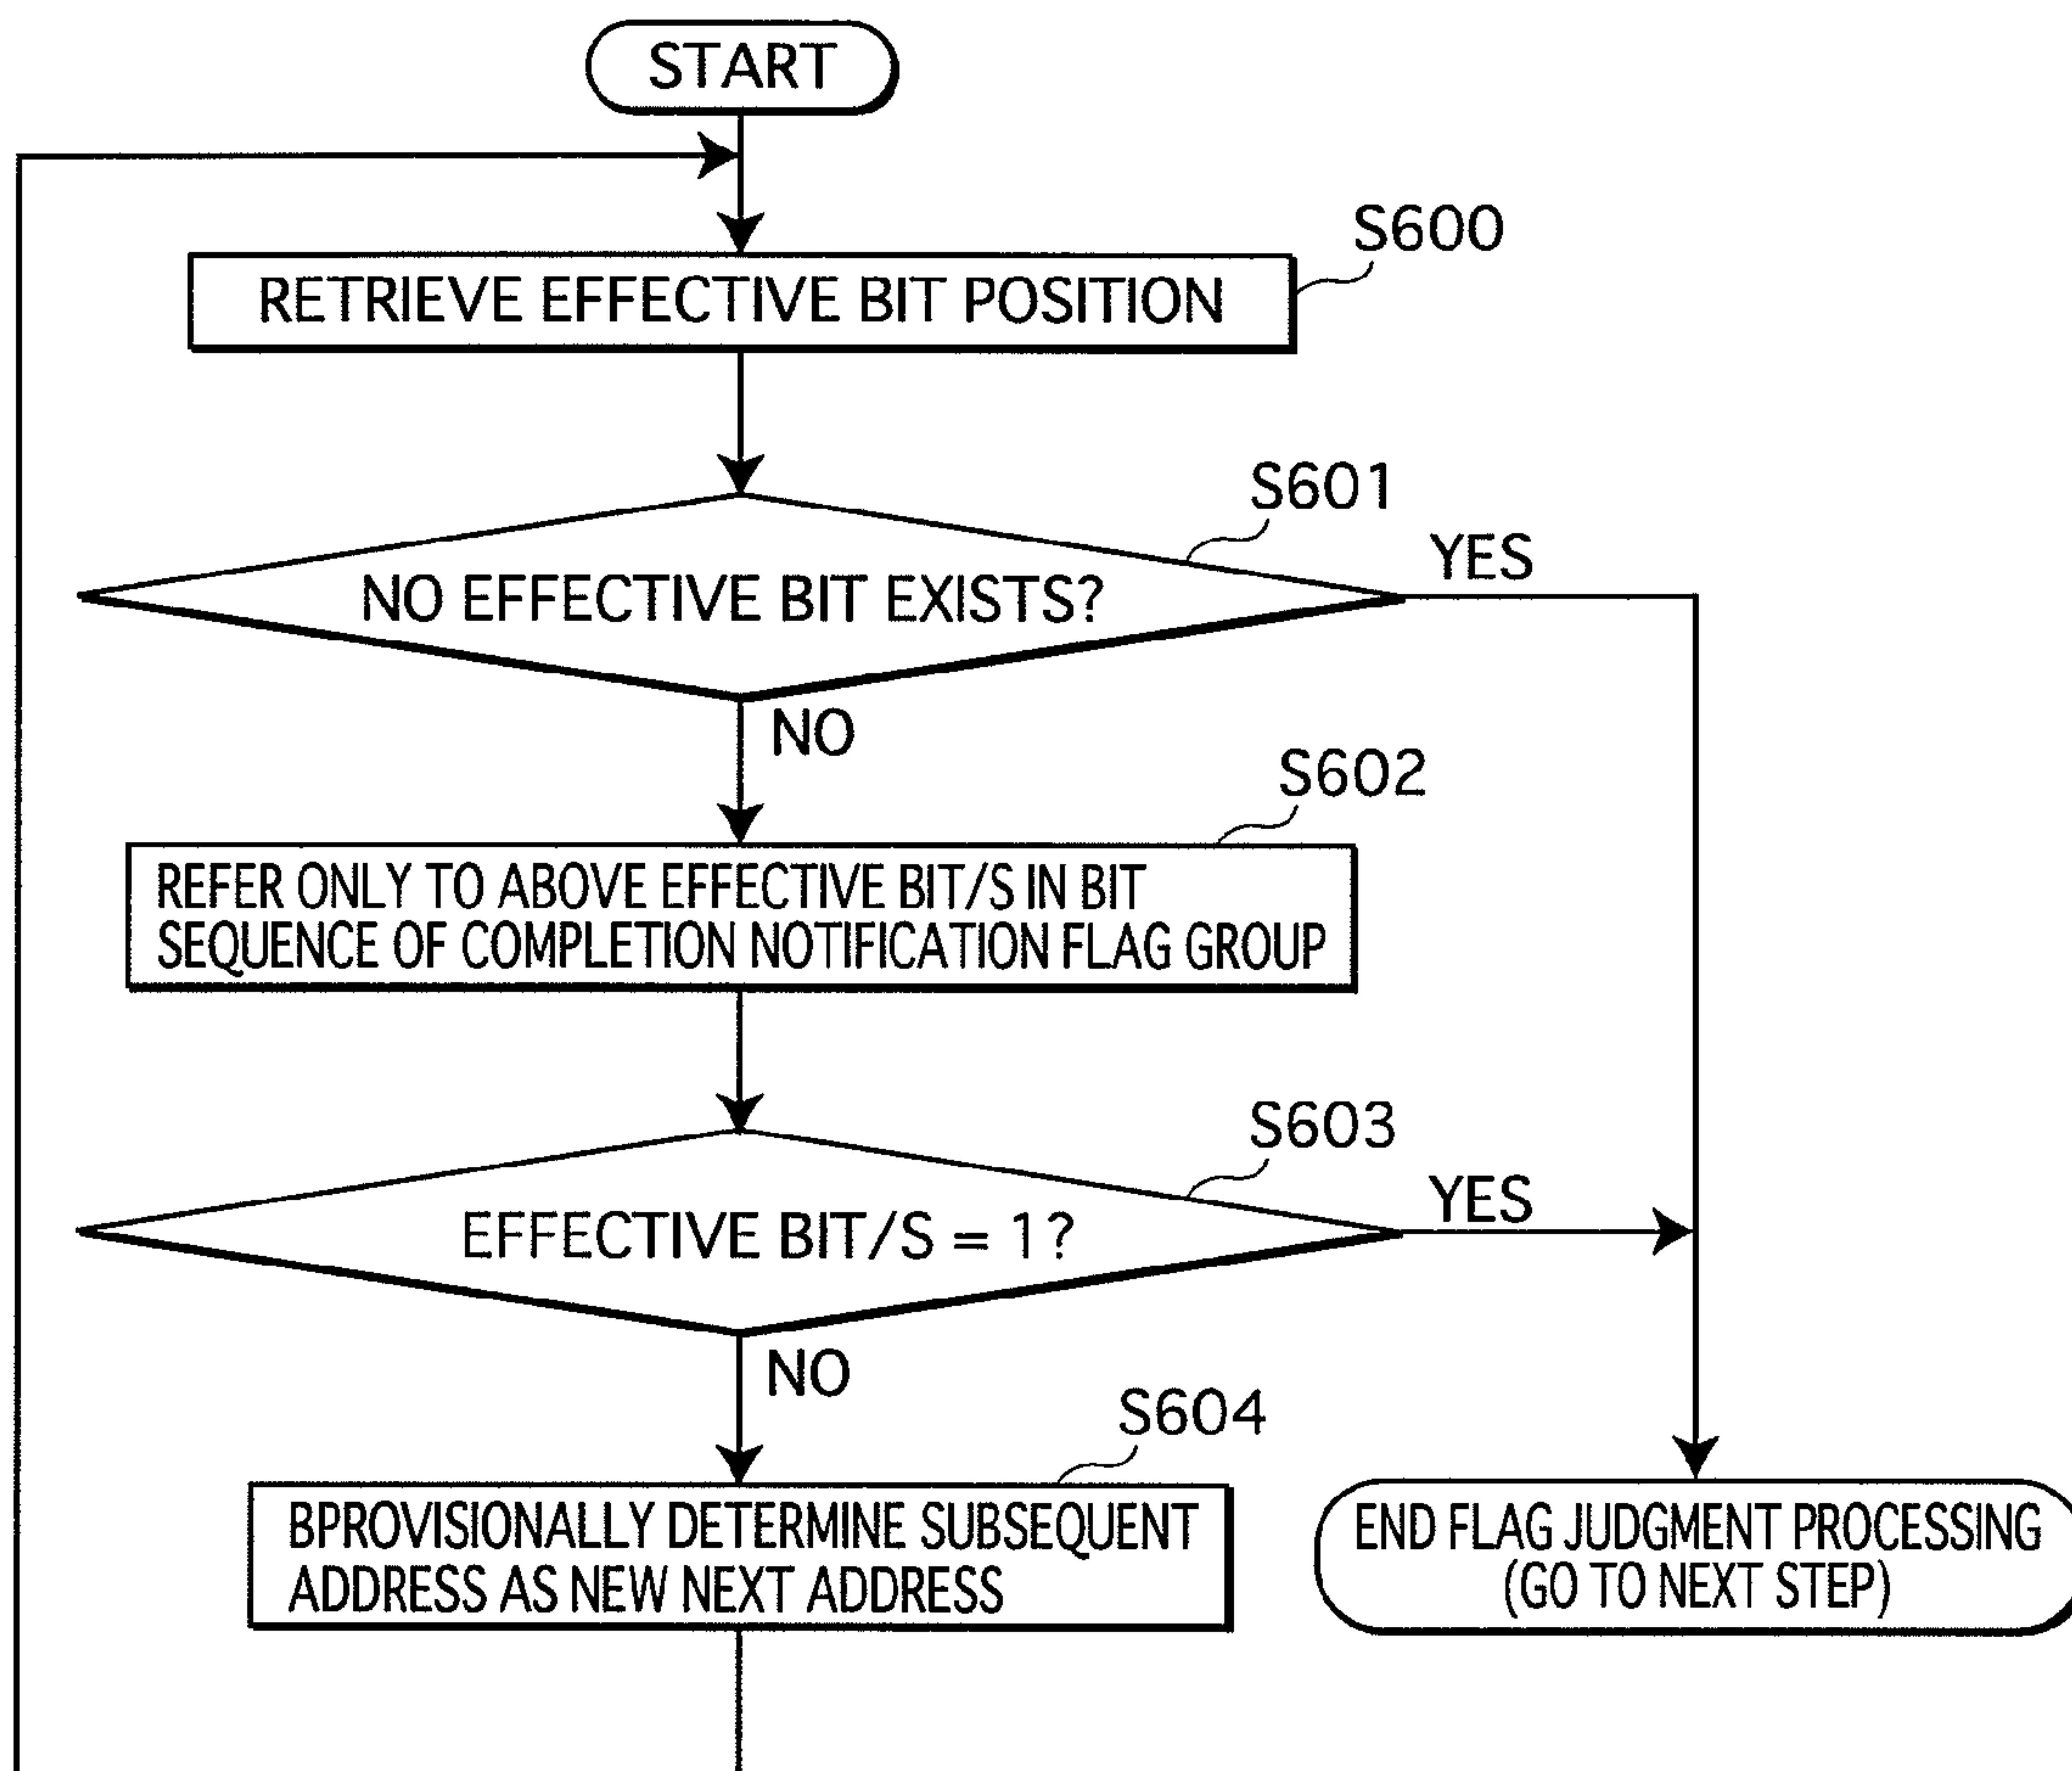 START
S600
RETRIEVE EFFECTIVE BIT POSITION
S601
YES
NO EFFECTIVE BIT EXISTS?
NO
S602
REFER ONLY TO ABOVE EFFECTIVE BIT/S IN BIT
SEQUENCE OF COMPLETION NOTIFICATION FLAG GROUP
S603
YES
EFFECTIVE BIT/S = 1?
NO
S604
BPROVISIONALLY DETERMINE SUBSEQUENT
ADDRESS AS NEW NEXT ADDRESS
END FLAG JUDGMENT PROCESSING
(GO TO NEXT STEP)